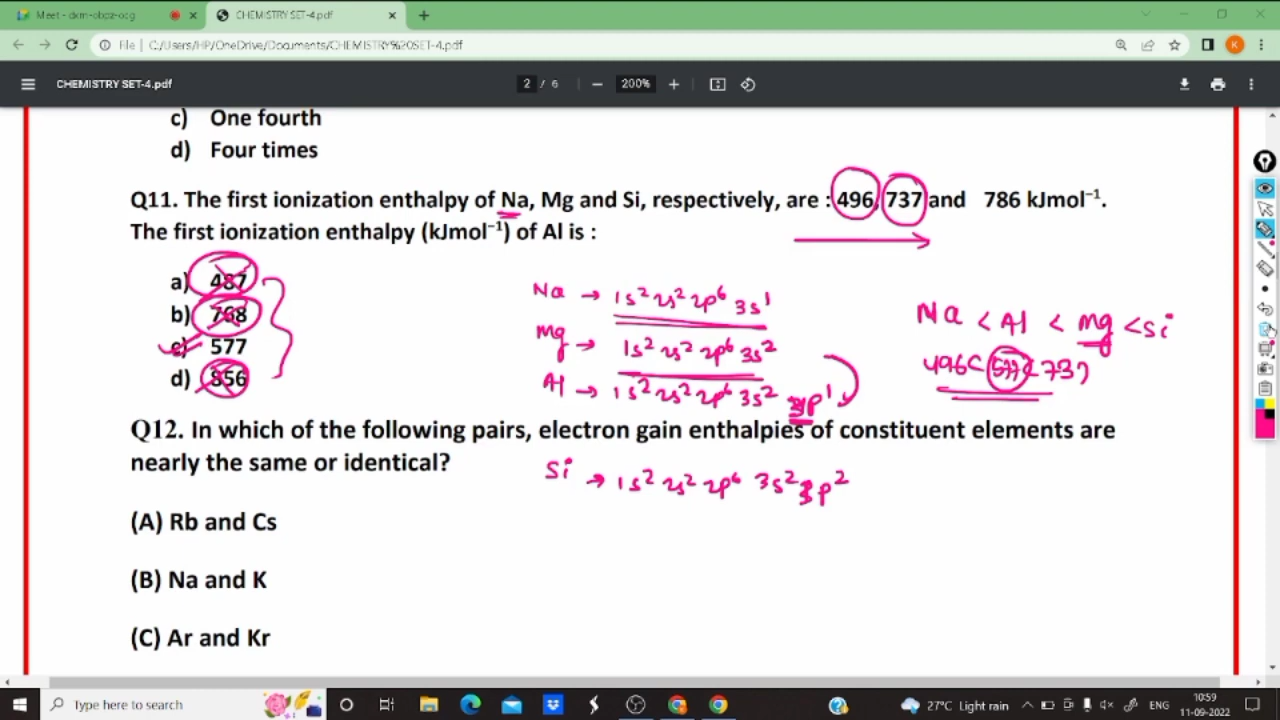 Meet - dkm-obpz-ocg
CHEMISTRY SET-4.pdf
File | C:/Users/HP/OneDrive/Documents/CHEMISTRY%20SET-4.pdf
K
CHEMISTRY SET-4.pdf
2 / 6
200%
c) One fourth
d) Four times
Q11. The first ionization enthalpy of Na, Mg and Si, respectively, are : 496, 737 and 786 kJmol⁻¹.
The first ionization enthalpy (kJmol⁻¹) of Al is :
a) 487
b) 768
c) 577
d) 856
Na → 1s² 2s² 2p⁶ 3s¹
Mg → 1s² 2s² 2p⁶ 3s²
Al → 1s² 2s² 2p⁶ 3s² 3p¹
Na < Al < Mg < Si
496 < 577 < 737
Q12. In which of the following pairs, electron gain enthalpies of constituent elements are
nearly the same or identical?
Si → 1s² 2s² 2p⁶ 3s² 3p²
(A) Rb and Cs
(B) Na and K
(C) Ar and Kr
Type here to search
27°C Light rain
ENG
10:59
11-09-2022